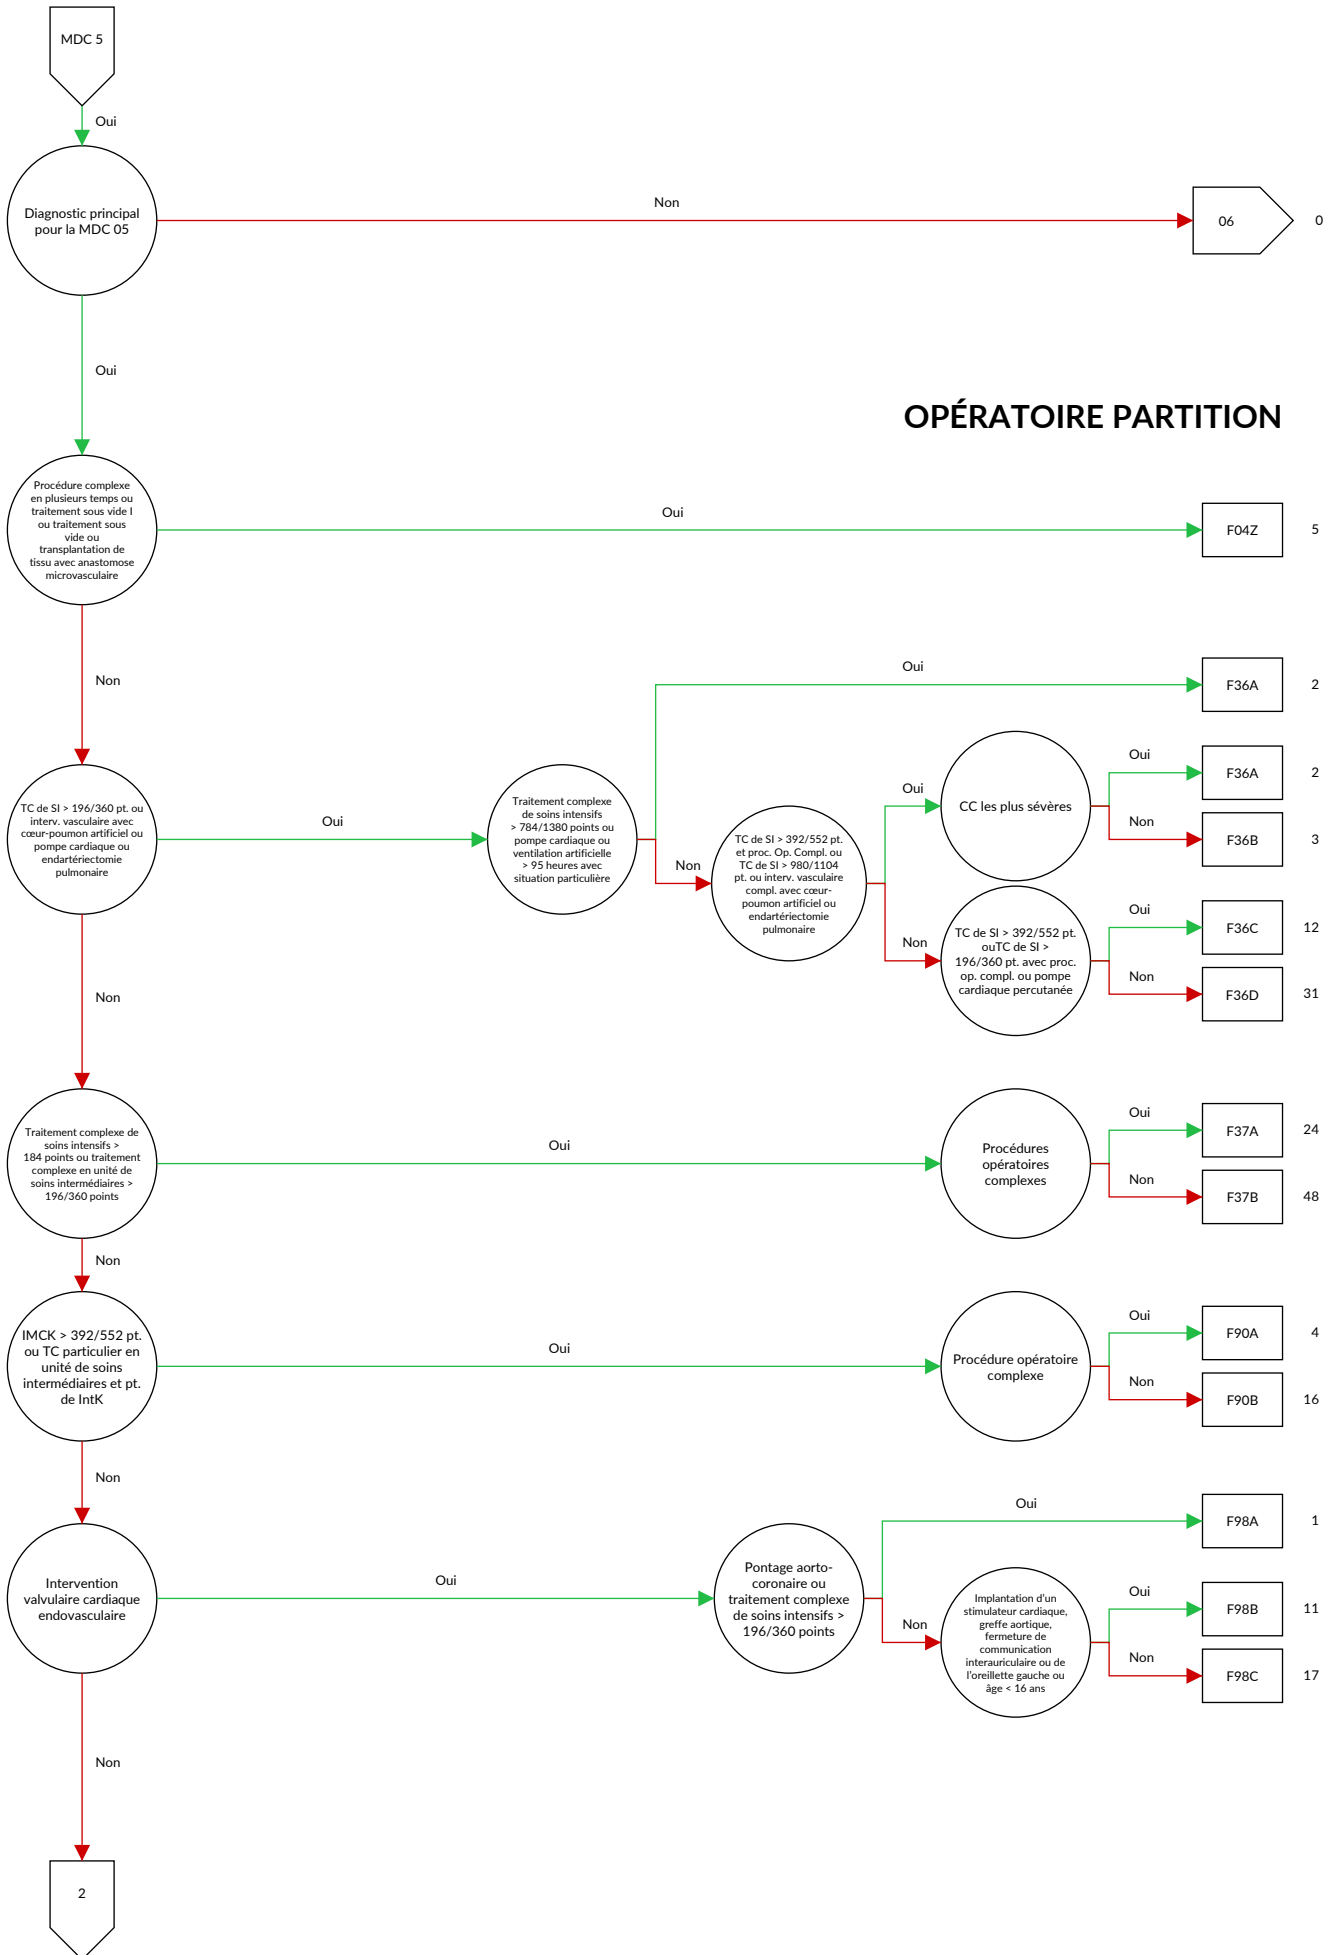 MDC 5
Oui
Diagnostic principal
pour la MDC 05
Non
06
0
Oui
OPÉRATOIRE PARTITION
Procédure complexe
en plusieurs temps ou
traitement sous vide I
ou traitement sous
vide ou
transplantation de
tissu avec anastomose
microvasculaire
Oui
F04Z
5
Non
TC de SI > 196/360 pt. ou
interv. vasculaire avec
cœur-poumon artificiel ou
pompe cardiaque ou
endartériectomie
pulmonaire
Oui
Traitement complexe
de soins intensifs
> 784/1380 points ou
pompe cardiaque ou
ventilation artificielle
> 95 heures avec
situation particulière
Oui
F36A
2
Non
TC de SI > 392/552 pt.
et proc. Op. Compl. ou
TC de SI > 980/1104
pt. ou interv. vasculaire
compl. avec cœur-
poumon artificiel ou
endartériectomie
pulmonaire
Oui
CC les plus sévères
Oui
F36A
2
Non
F36B
3
Non
TC de SI > 392/552 pt.
ouTC de SI >
196/360 pt. avec proc.
op. compl. ou pompe
cardiaque percutanée
Oui
F36C
12
Non
F36D
31
Non
Traitement complexe de
soins intensifs >
184 points ou traitement
complexe en unité de
soins intermédiaires >
196/360 points
Oui
Procédures
opératoires
complexes
Oui
F37A
24
Non
F37B
48
Non
IMCK > 392/552 pt.
ou TC particulier en
unité de soins
intermédiaires et pt.
de IntK
Oui
Procédure opératoire
complexe
Oui
F90A
4
Non
F90B
16
Non
Intervention
valvulaire cardiaque
endovasculaire
Oui
Pontage aorto-
coronaire ou
traitement complexe
de soins intensifs >
196/360 points
Oui
F98A
1
Non
Implantation d'un
stimulateur cardiaque,
greffe aortique,
fermeture de
communication
interauriculaire ou de
l'oreillette gauche ou
âge < 16 ans
Oui
F98B
11
Non
F98C
17
Non
2